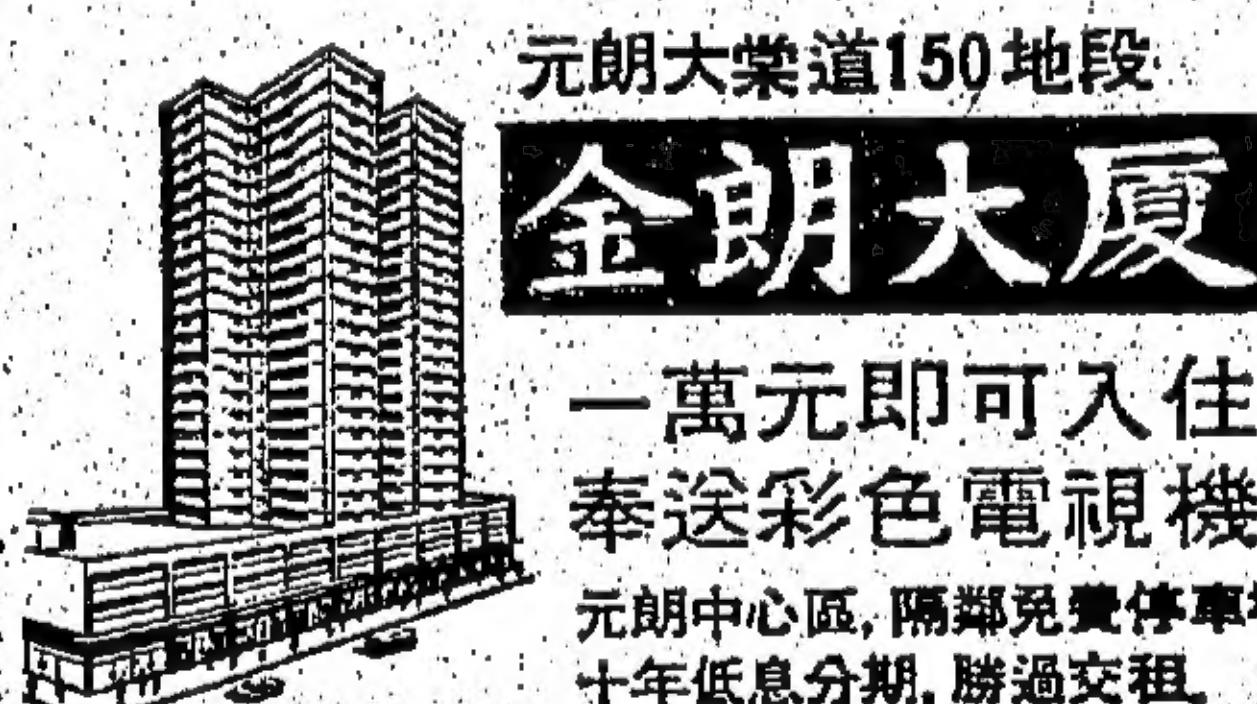 元朗大棠道150地段
金朗大厦
一萬元即可入住
奉送彩色電視機
元朗中心區,隔鄰免費停車
十年低息分期,勝過交租。